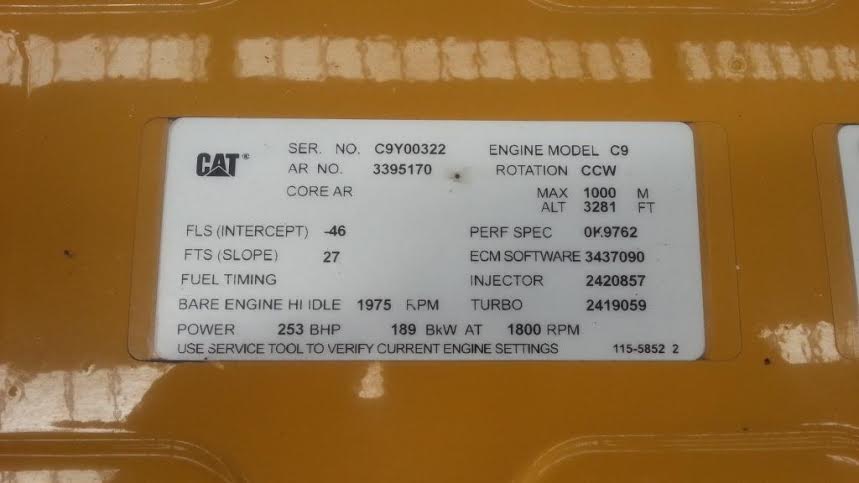 CAT®
SER. NO. C9Y00322 ENGINE MODEL C9
AR NO. 3395170 ROTATION CCW
CORE AR MAX 1000 M
ALT 3281 FT
FLS (INTERCEPT) -46 PERF SPEC 0K9762
FTS (SLOPE) 27 ECM SOFTWARE 3437090
FUEL TIMING INJECTOR 2420857
BARE ENGINE HI IDLE 1975 RPM TURBO 2419059
POWER 253 BHP 189 BkW AT 1800 RPM
USE SERVICE TOOL TO VERIFY CURRENT ENGINE SETTINGS 115-5852 2